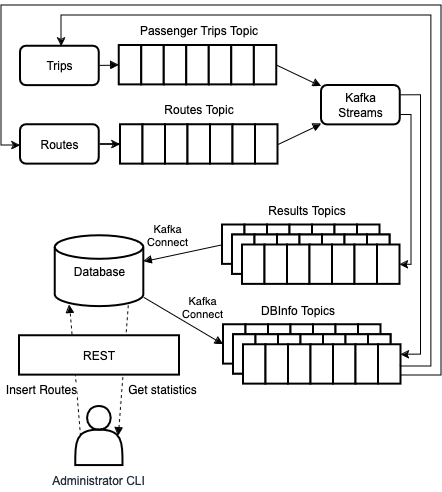 Passenger Trips Topic
Trips
Routes Topic
Kafka
Streams
Routes
Results Topics
Kafka
Connect
Database
Kafka
Connect
DBInfo Topics
REST
Insert Routes
Get statistics
Administrator CLI